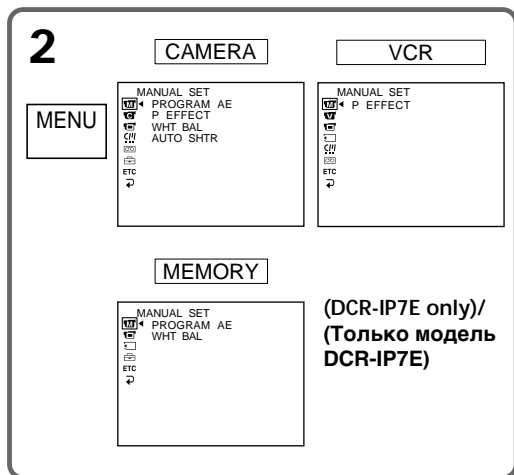 2
CAMERA
VCR
MENU
MANUAL SET
PROGRAM AE
P EFFECT
WHT BAL
AUTO SHTR
ETC
MANUAL SET
P EFFECT
ETC
MEMORY
MANUAL SET
PROGRAM AE
WHT BAL
ETC
(DCR-IP7E only)/
(Только модель
DCR-IP7E)